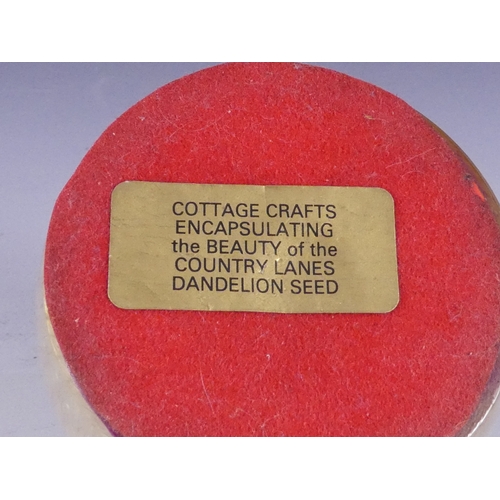 COTTAGE CRAFTS
ENCAPSULATING
the BEAUTY of the
COUNTRY LANES
DANDELION SEED